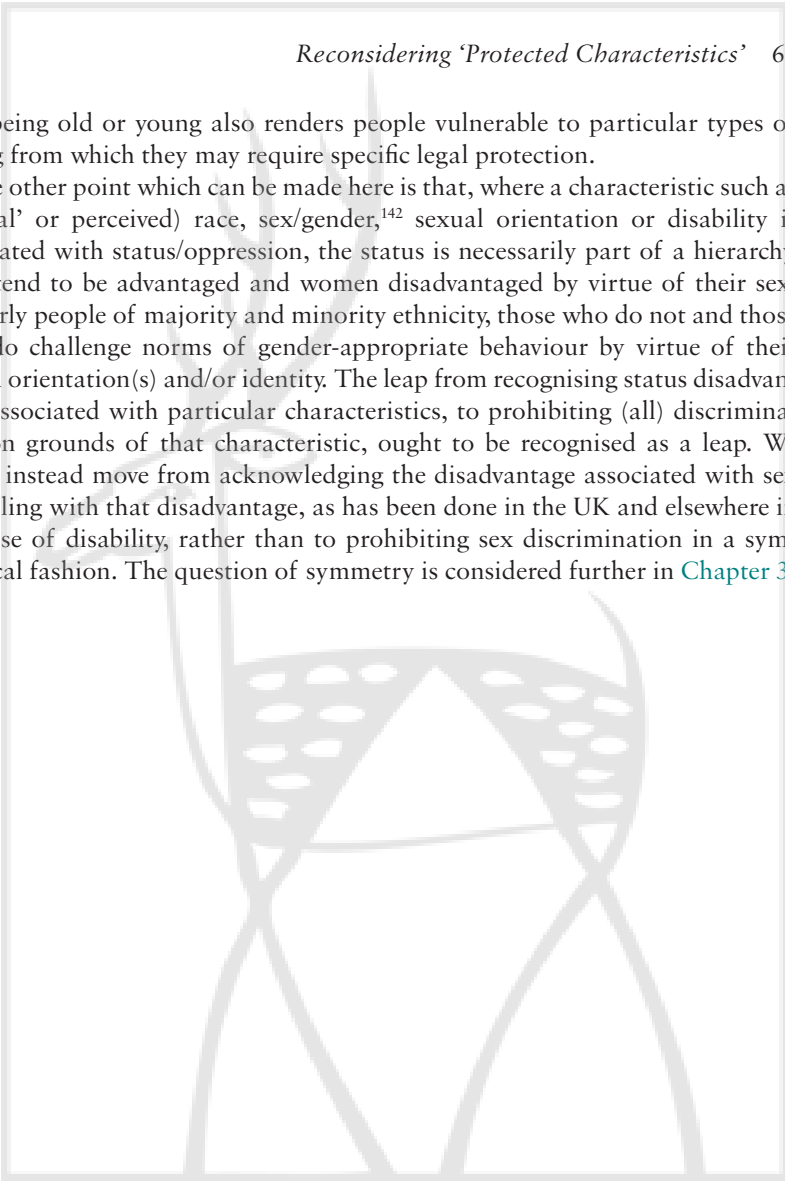 Reconsidering ‘Protected Characteristics’ 6
being old or young also renders people vulnerable to particular types o
g from which they may require specific legal protection.
e other point which can be made here is that, where a characteristic such a
al’ or perceived) race, sex/gender,142 sexual orientation or disability i
ated with status/oppression, the status is necessarily part of a hierarchy
tend to be advantaged and women disadvantaged by virtue of their sex
rly people of majority and minority ethnicity, those who do not and thos
do challenge norms of gender-appropriate behaviour by virtue of thei
l orientation(s) and/or identity. The leap from recognising status disadvan
associated with particular characteristics, to prohibiting (all) discrimina
on grounds of that characteristic, ought to be recognised as a leap. W
instead move from acknowledging the disadvantage associated with se
ling with that disadvantage, as has been done in the UK and elsewhere i
se of disability, rather than to prohibiting sex discrimination in a sym
cal fashion. The question of symmetry is considered further in Chapter 3